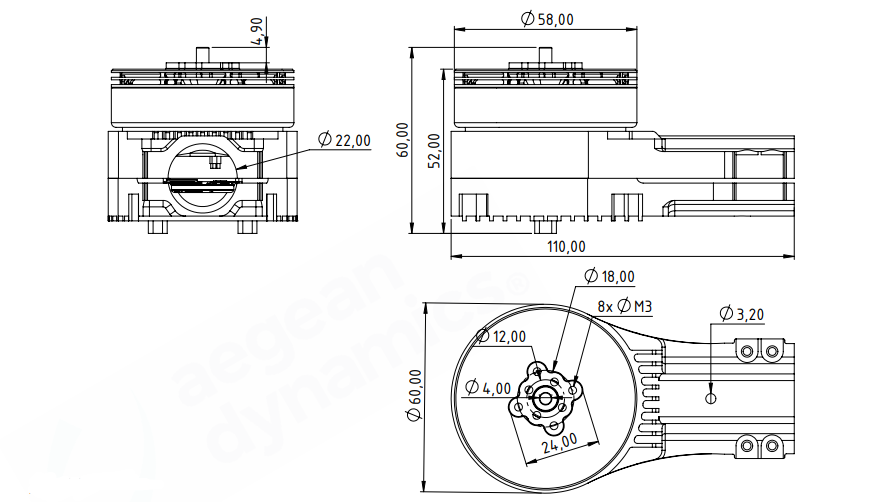 4,90
Ø58,00
60,00
52,00
Ø 22,00
110,00
Ø 18,00
8x Ø M3
Ø 3,20
Ø 12,00
Ø 60,00
Ø 4,00
24,00
aegean
dynamics®